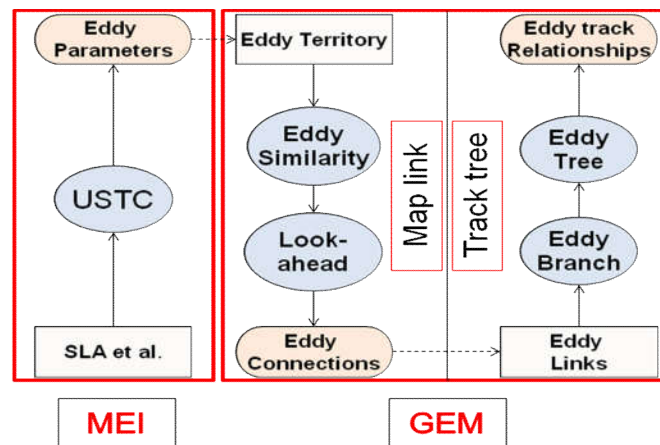 Eddy
Parameters
USTC
SLA et al.
MEI
Eddy Territory
Eddy
Similarity
Look-
ahead
Eddy
Connections
Map link
Track tree
Eddy track
Relationships
Eddy
Tree
Eddy
Branch
Eddy
Links
GEM